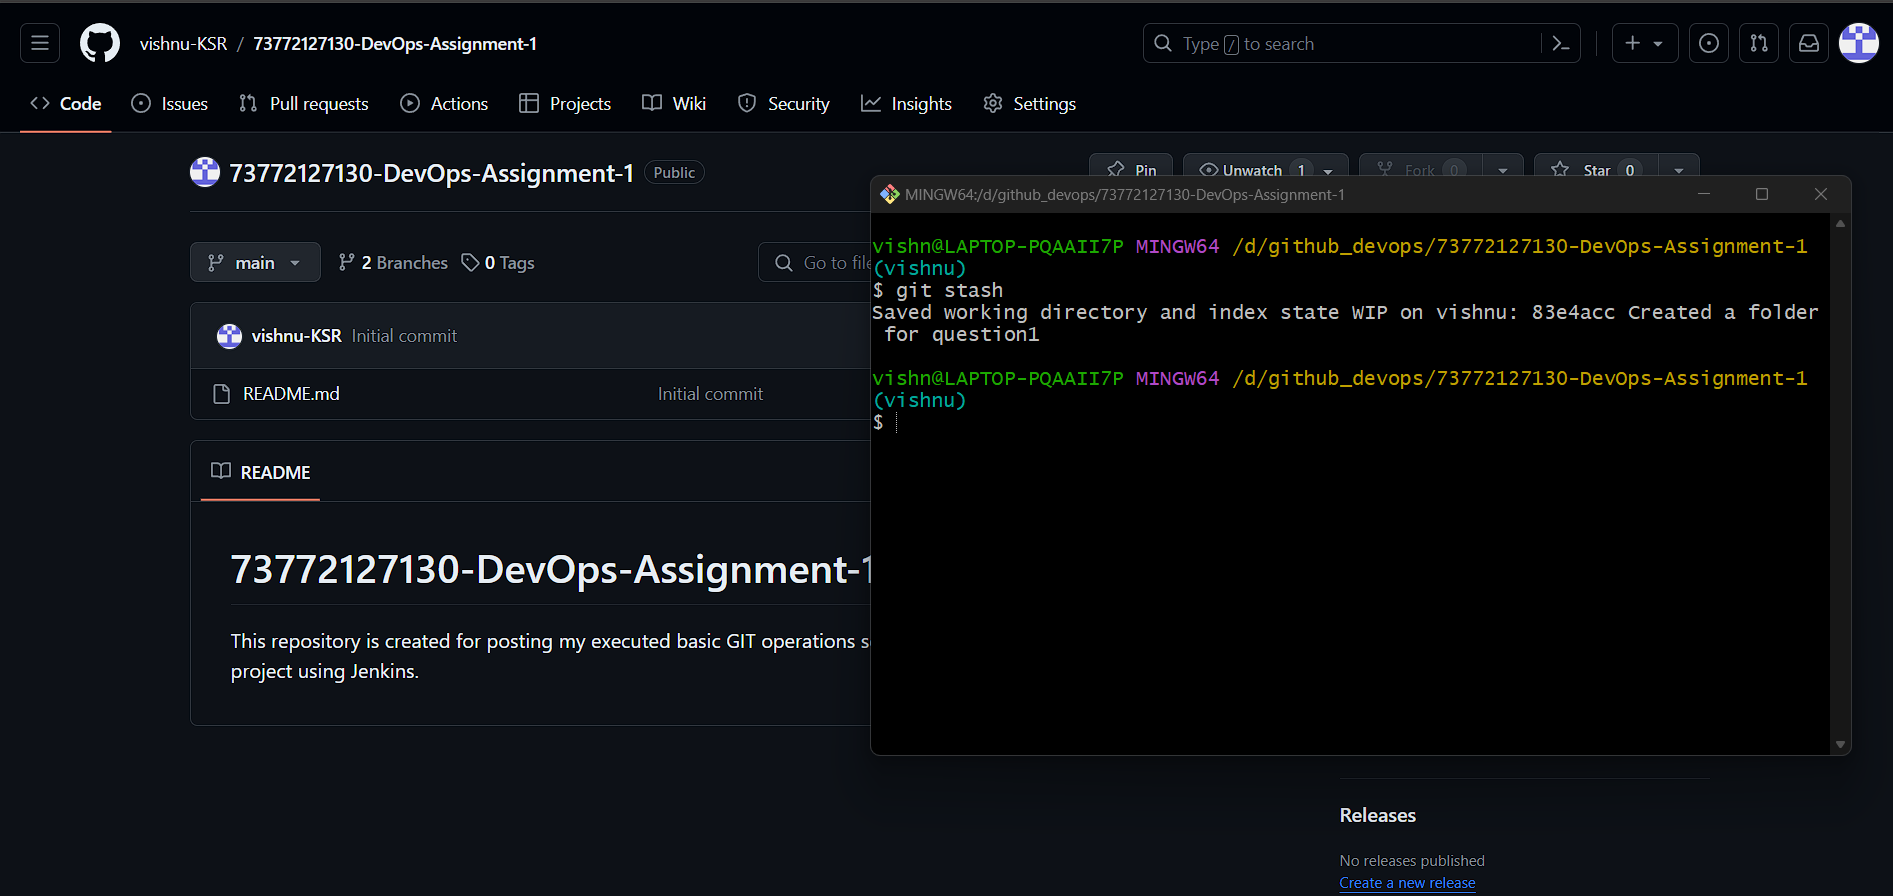 vishnu-KSR / 73772127130-DevOps-Assignment-1
Type / to search
Code Issues Pull requests Actions Projects Wiki Security Insights Settings
73772127130-DevOps-Assignment-1 Public
Pin Unwatch 1 Fork 0 Star 0
main 2 Branches 0 Tags
Go to file
vishnu-KSR Initial commit
README.md Initial commit
README
73772127130-DevOps-Assignment-1
This repository is created for posting my executed basic GIT operations
project using Jenkins.
MINGW64:/d/github_devops/73772127130-DevOps-Assignment-1
vishn@LAPTOP-PQAAII7P MINGW64 /d/github_devops/73772127130-DevOps-Assignment-1
(vishnu)
$ git stash
Saved working directory and index state WIP on vishnu: 83e4acc Created a folder
for question1
vishn@LAPTOP-PQAAII7P MINGW64 /d/github_devops/73772127130-DevOps-Assignment-1
(vishnu)
$
Releases
No releases published
Create a new release